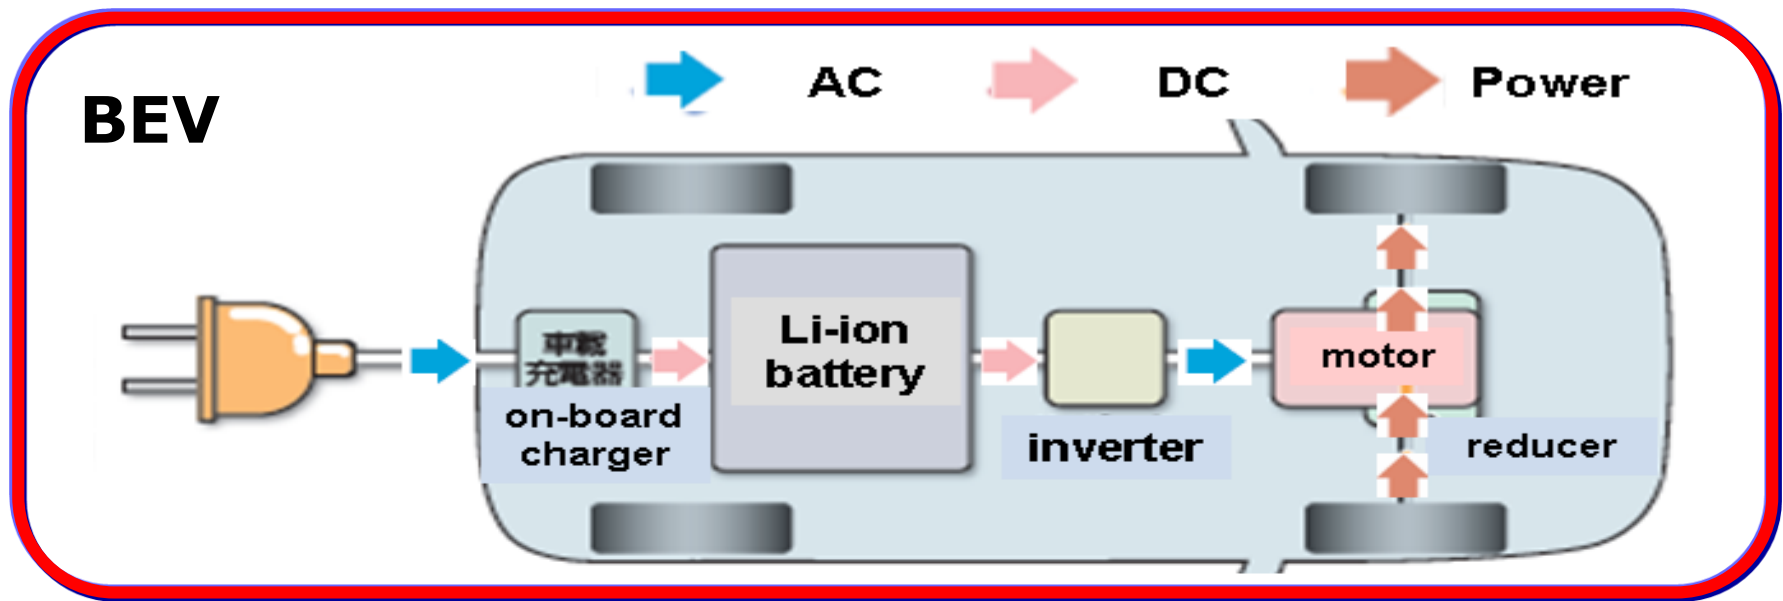 BEV
AC
DC
Power
車載
充電器
on-board
charger
Li-ion
battery
inverter
motor
reducer